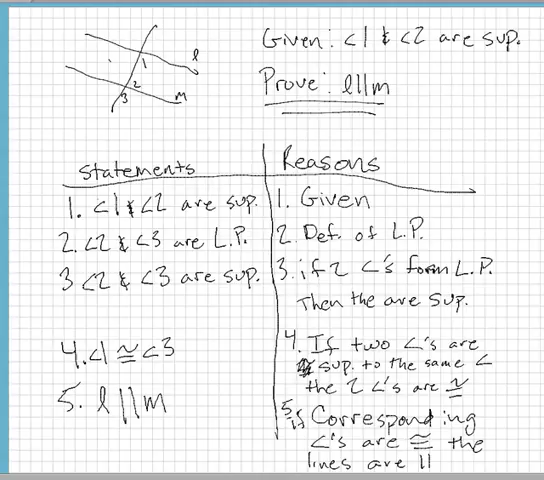 Given: <1 & <2 are sup.
Prove: l||m
l
1
2
3
m
Statements
Reasons
1. <1 & <2 are sup.
1. Given
2. <2 & <3 are L.P.
2. Def. of L.P.
3 <2 & <3 are sup.
3. if 2 <'s form L.P.
Then the are sup.
4. <1 ≅ <3
4. If two <'s are
sup. to the same <
the 2 <'s are ≅
5. l||m
5. if Corresponding
<'s are ≅ the
lines are ||